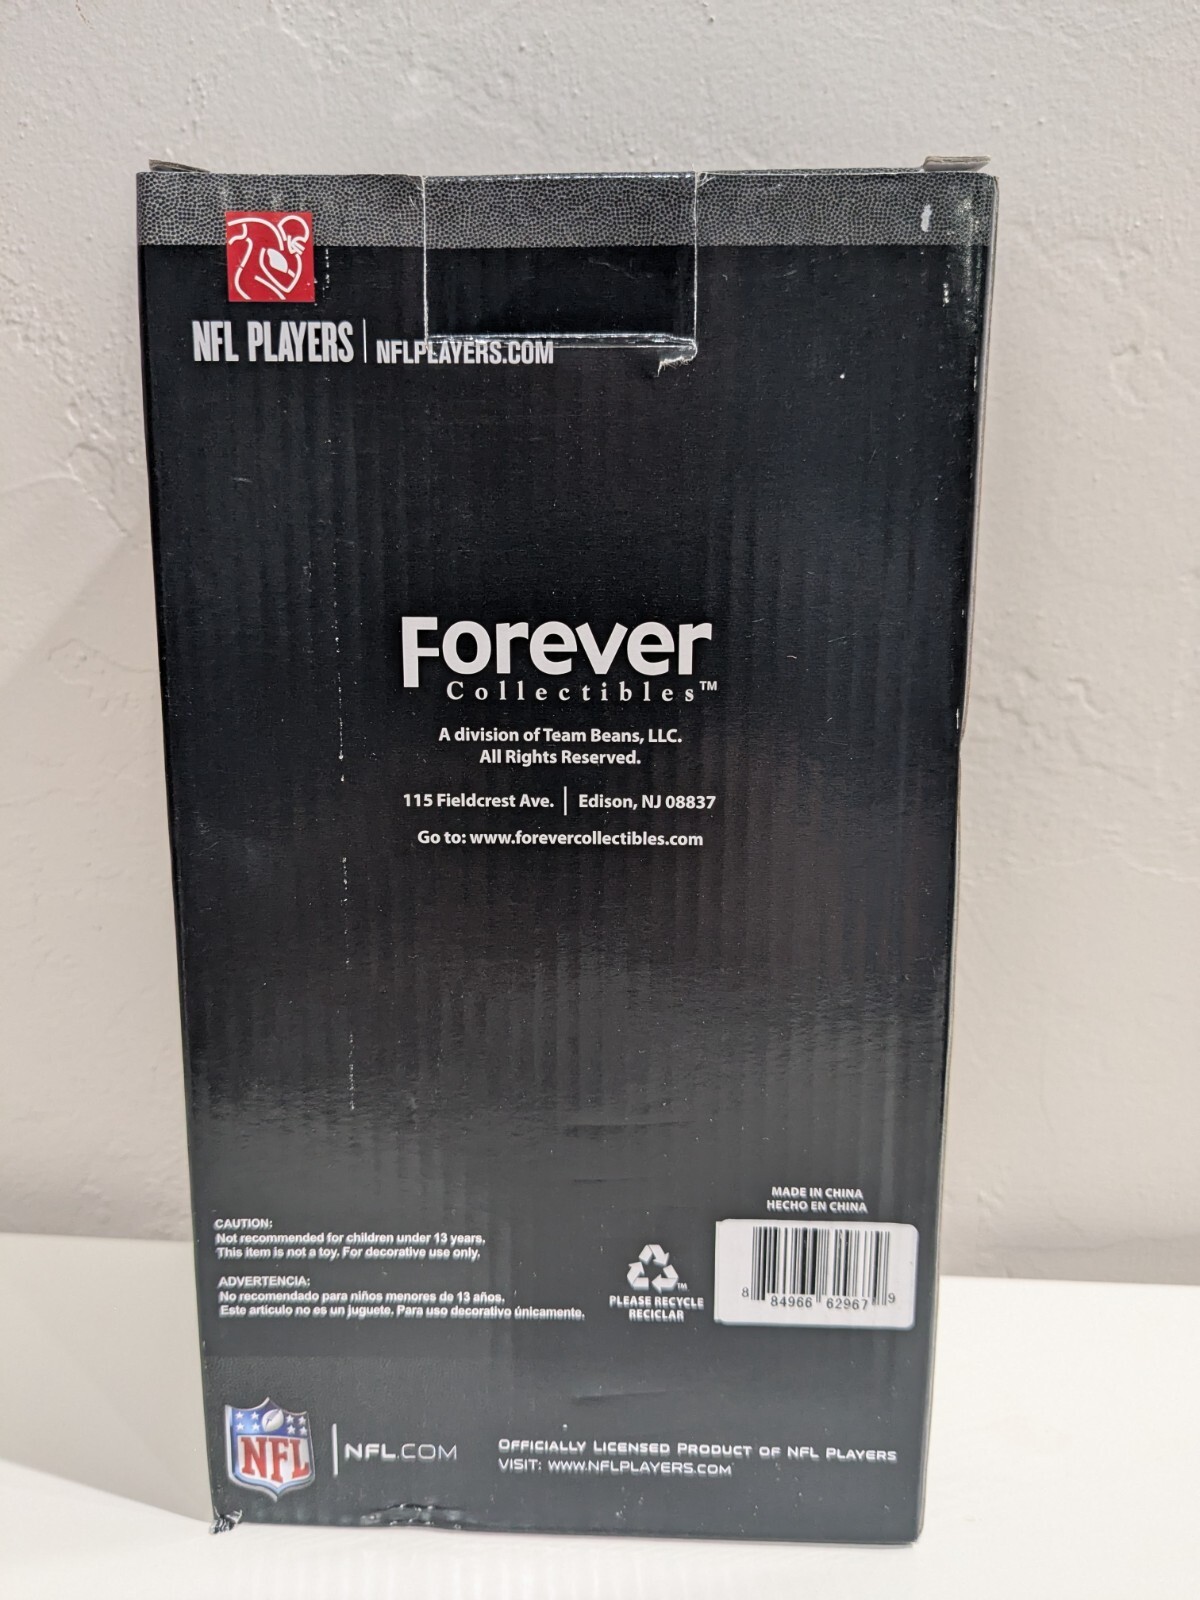 NFL PLAYERS | NFLPLAYERS.COM
Forever
Collectibles™
A division of Team Beans, LLC.
All Rights Reserved.
115 Fieldcrest Ave. | Edison, NJ 08837
Go to: www.forevercollectibles.com
MADE IN CHINA
HECHO EN CHINA
CAUTION:
Not recommended for children under 13 years.
This item is not a toy. For decorative use only.
ADVERTENCIA:
No recomendado para niños menores de 13 años.
Este artículo no es un juguete. Para uso decorativo únicamente.
TM
PLEASE RECYCLE
RECICLAR
8 84966 62967 9
NFL
NFL.COM
OFFICIALLY LICENSED PRODUCT OF NFL PLAYERS
VISIT: WWW.NFLPLAYERS.COM